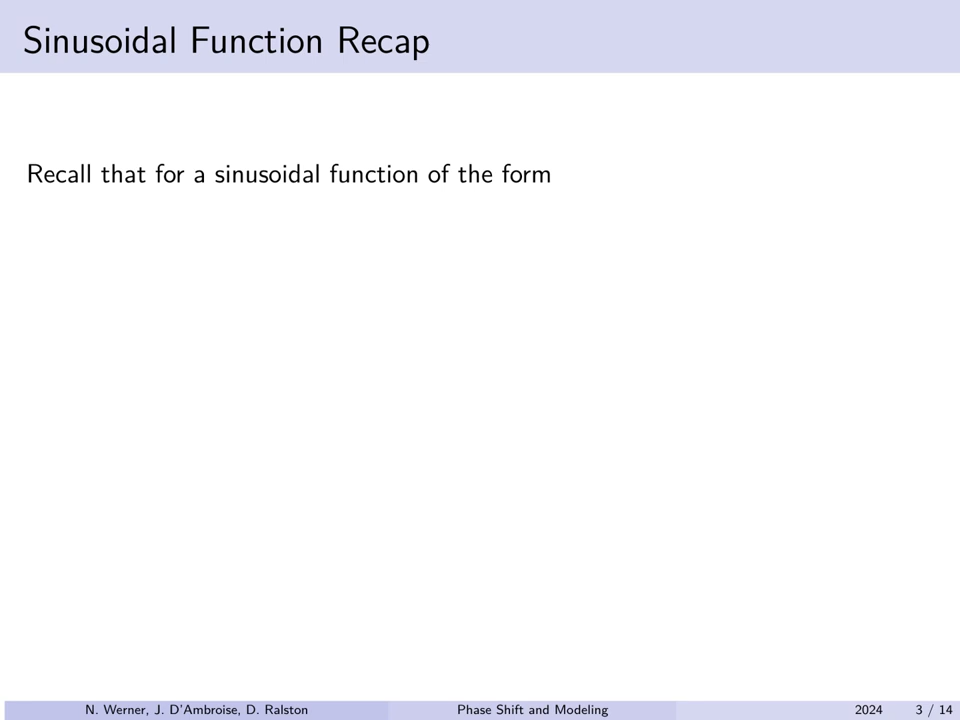 Sinusoidal Function Recap
Recall that for a sinusoidal function of the form
N. Werner, J. D'Ambroise, D. Ralston Phase Shift and Modeling 2024 3 / 14